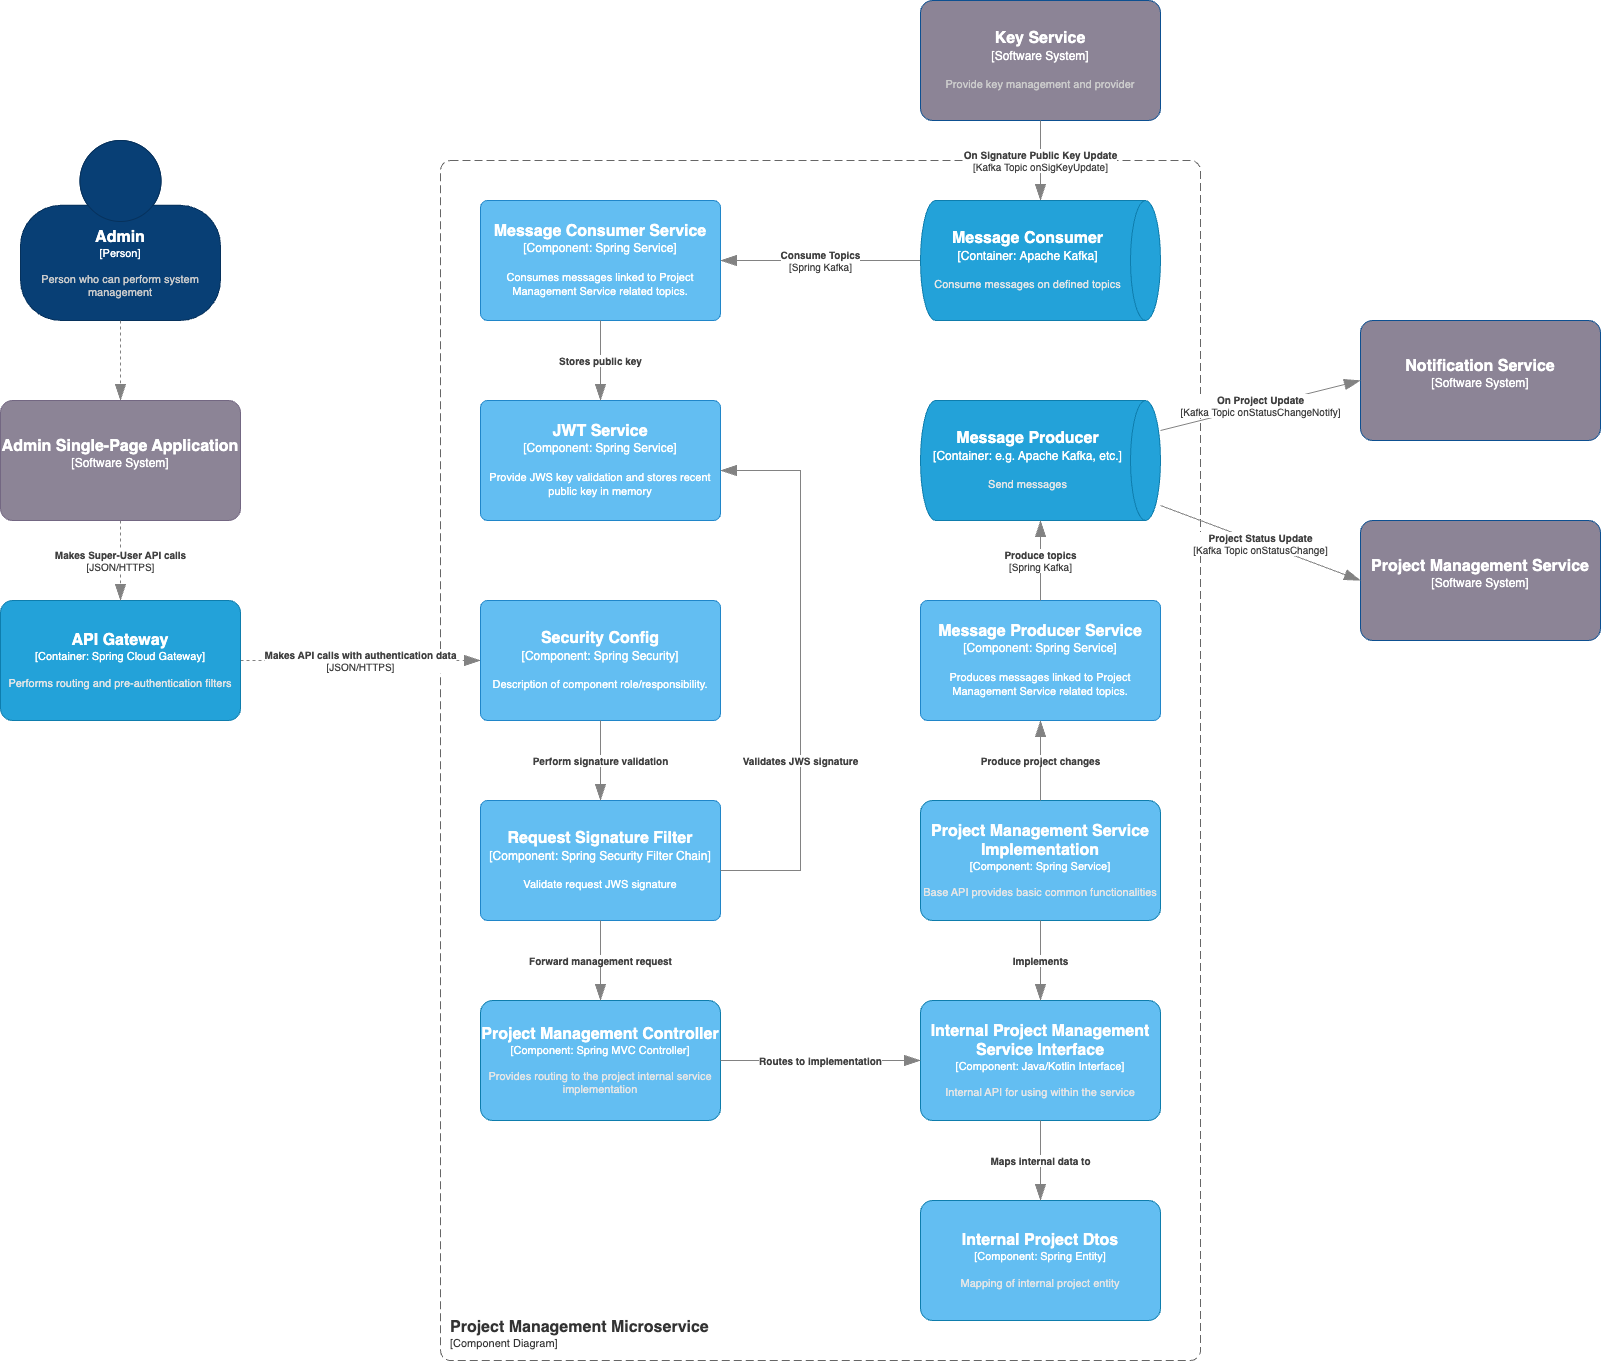 Key Service
[Software System]
Provide key management and provider
On Signature Public Key Update
[Kafka Topic onSigKeyUpdate]
Admin
[Person]
Person who can perform system
management
Message Consumer Service
[Component: Spring Service]
Consumes messages linked to Project
Management Service related topics.
Consume Topics
[Spring Kafka]
Message Consumer
[Container: Apache Kafka]
Consume messages on defined topics
Stores public key
Admin Single-Page Application
[Software System]
JWT Service
[Component: Spring Service]
Provide JWS key validation and stores recent
public key in memory
Message Producer
[Container: e.g. Apache Kafka, etc.]
Send messages
On Project Update
[Kafka Topic onStatusChangeNotify]
Notification Service
[Software System]
Project Status Update
[Kafka Topic onStatusChange]
Project Management Service
[Software System]
Makes Super-User API calls
[JSON/HTTPS]
Produce topics
[Spring Kafka]
API Gateway
[Container: Spring Cloud Gateway]
Performs routing and pre-authentication filters
Makes API calls with authentication data
[JSON/HTTPS]
Security Config
[Component: Spring Security]
Description of component role/responsibility.
Message Producer Service
[Component: Spring Service]
Produces messages linked to Project
Management Service related topics.
Perform signature validation
Validates JWS signature
Produce project changes
Request Signature Filter
[Component: Spring Security Filter Chain]
Validate request JWS signature
Project Management Service
Implementation
[Component: Spring Service]
Base API provides basic common functionalities
Forward management request
Implements
Project Management Controller
[Component: Spring MVC Controller]
Provides routing to the project internal service
implementation
Routes to implementation
Internal Project Management
Service Interface
[Component: Java/Kotlin Interface]
Internal API for using within the service
Maps internal data to
Internal Project Dtos
[Component: Spring Entity]
Mapping of internal project entity
Project Management Microservice
[Component Diagram]